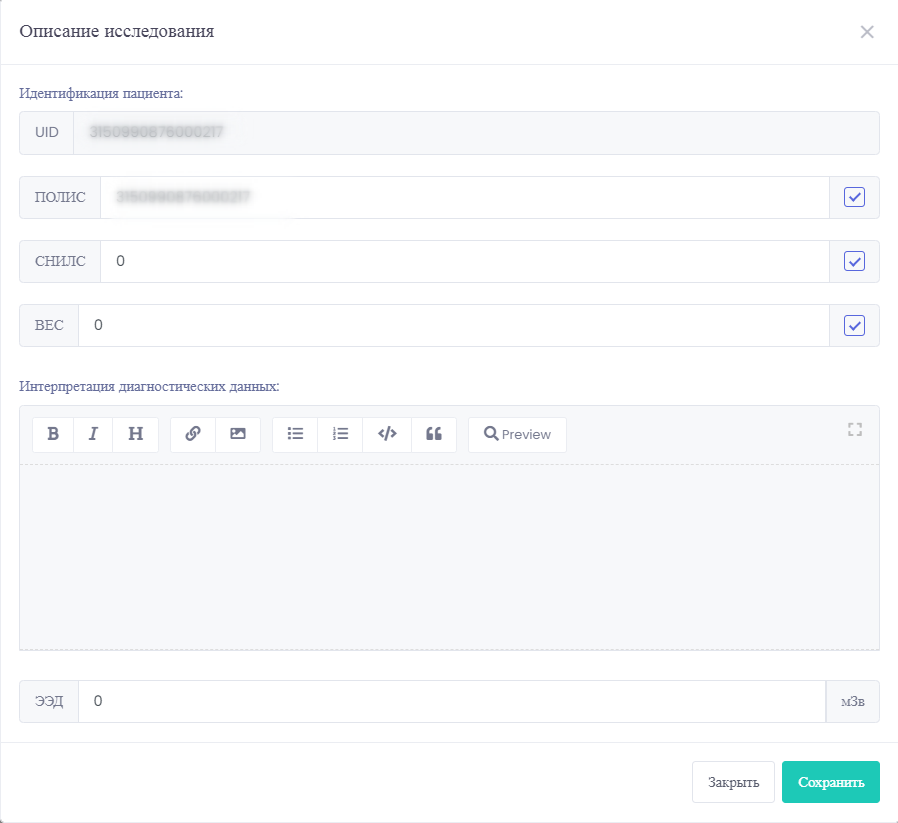 Описание исследования
Идентификация пациента:
UID
ПОЛИС
СНИЛС 0
ВЕС 0
Интерпретация диагностических данных:
B I H Preview
ЭЭД 0 мЗв
Закрыть Сохранить